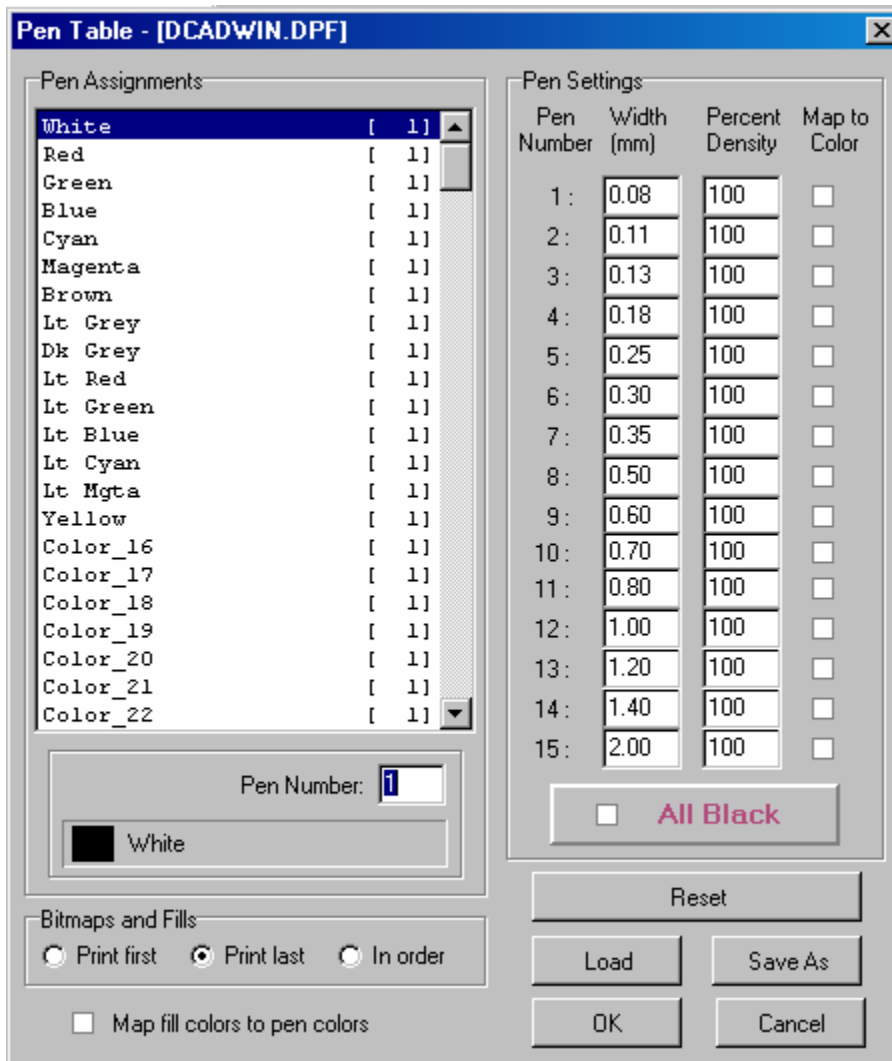 Pen Table - [DCADWIN.DPF]
Pen Assignments
White [ 1]
Red [ 1]
Green [ 1]
Blue [ 1]
Cyan [ 1]
Magenta [ 1]
Brown [ 1]
Lt Grey [ 1]
Dk Grey [ 1]
Lt Red [ 1]
Lt Green [ 1]
Lt Blue [ 1]
Lt Cyan [ 1]
Lt Mgta [ 1]
Yellow [ 1]
Color_16 [ 1]
Color_17 [ 1]
Color_18 [ 1]
Color_19 [ 1]
Color_20 [ 1]
Color_21 [ 1]
Color_22 [ 1]
Pen Number: 1
White
Bitmaps and Fills
Print first Print last In order
Map fill colors to pen colors
Pen Settings
Pen Width Percent Map to
Number (mm) Density Color
1: 0.08 100
2: 0.11 100
3: 0.13 100
4: 0.18 100
5: 0.25 100
6: 0.30 100
7: 0.35 100
8: 0.50 100
9: 0.60 100
10: 0.70 100
11: 0.80 100
12: 1.00 100
13: 1.20 100
14: 1.40 100
15: 2.00 100
All Black
Reset
Load Save As
OK Cancel